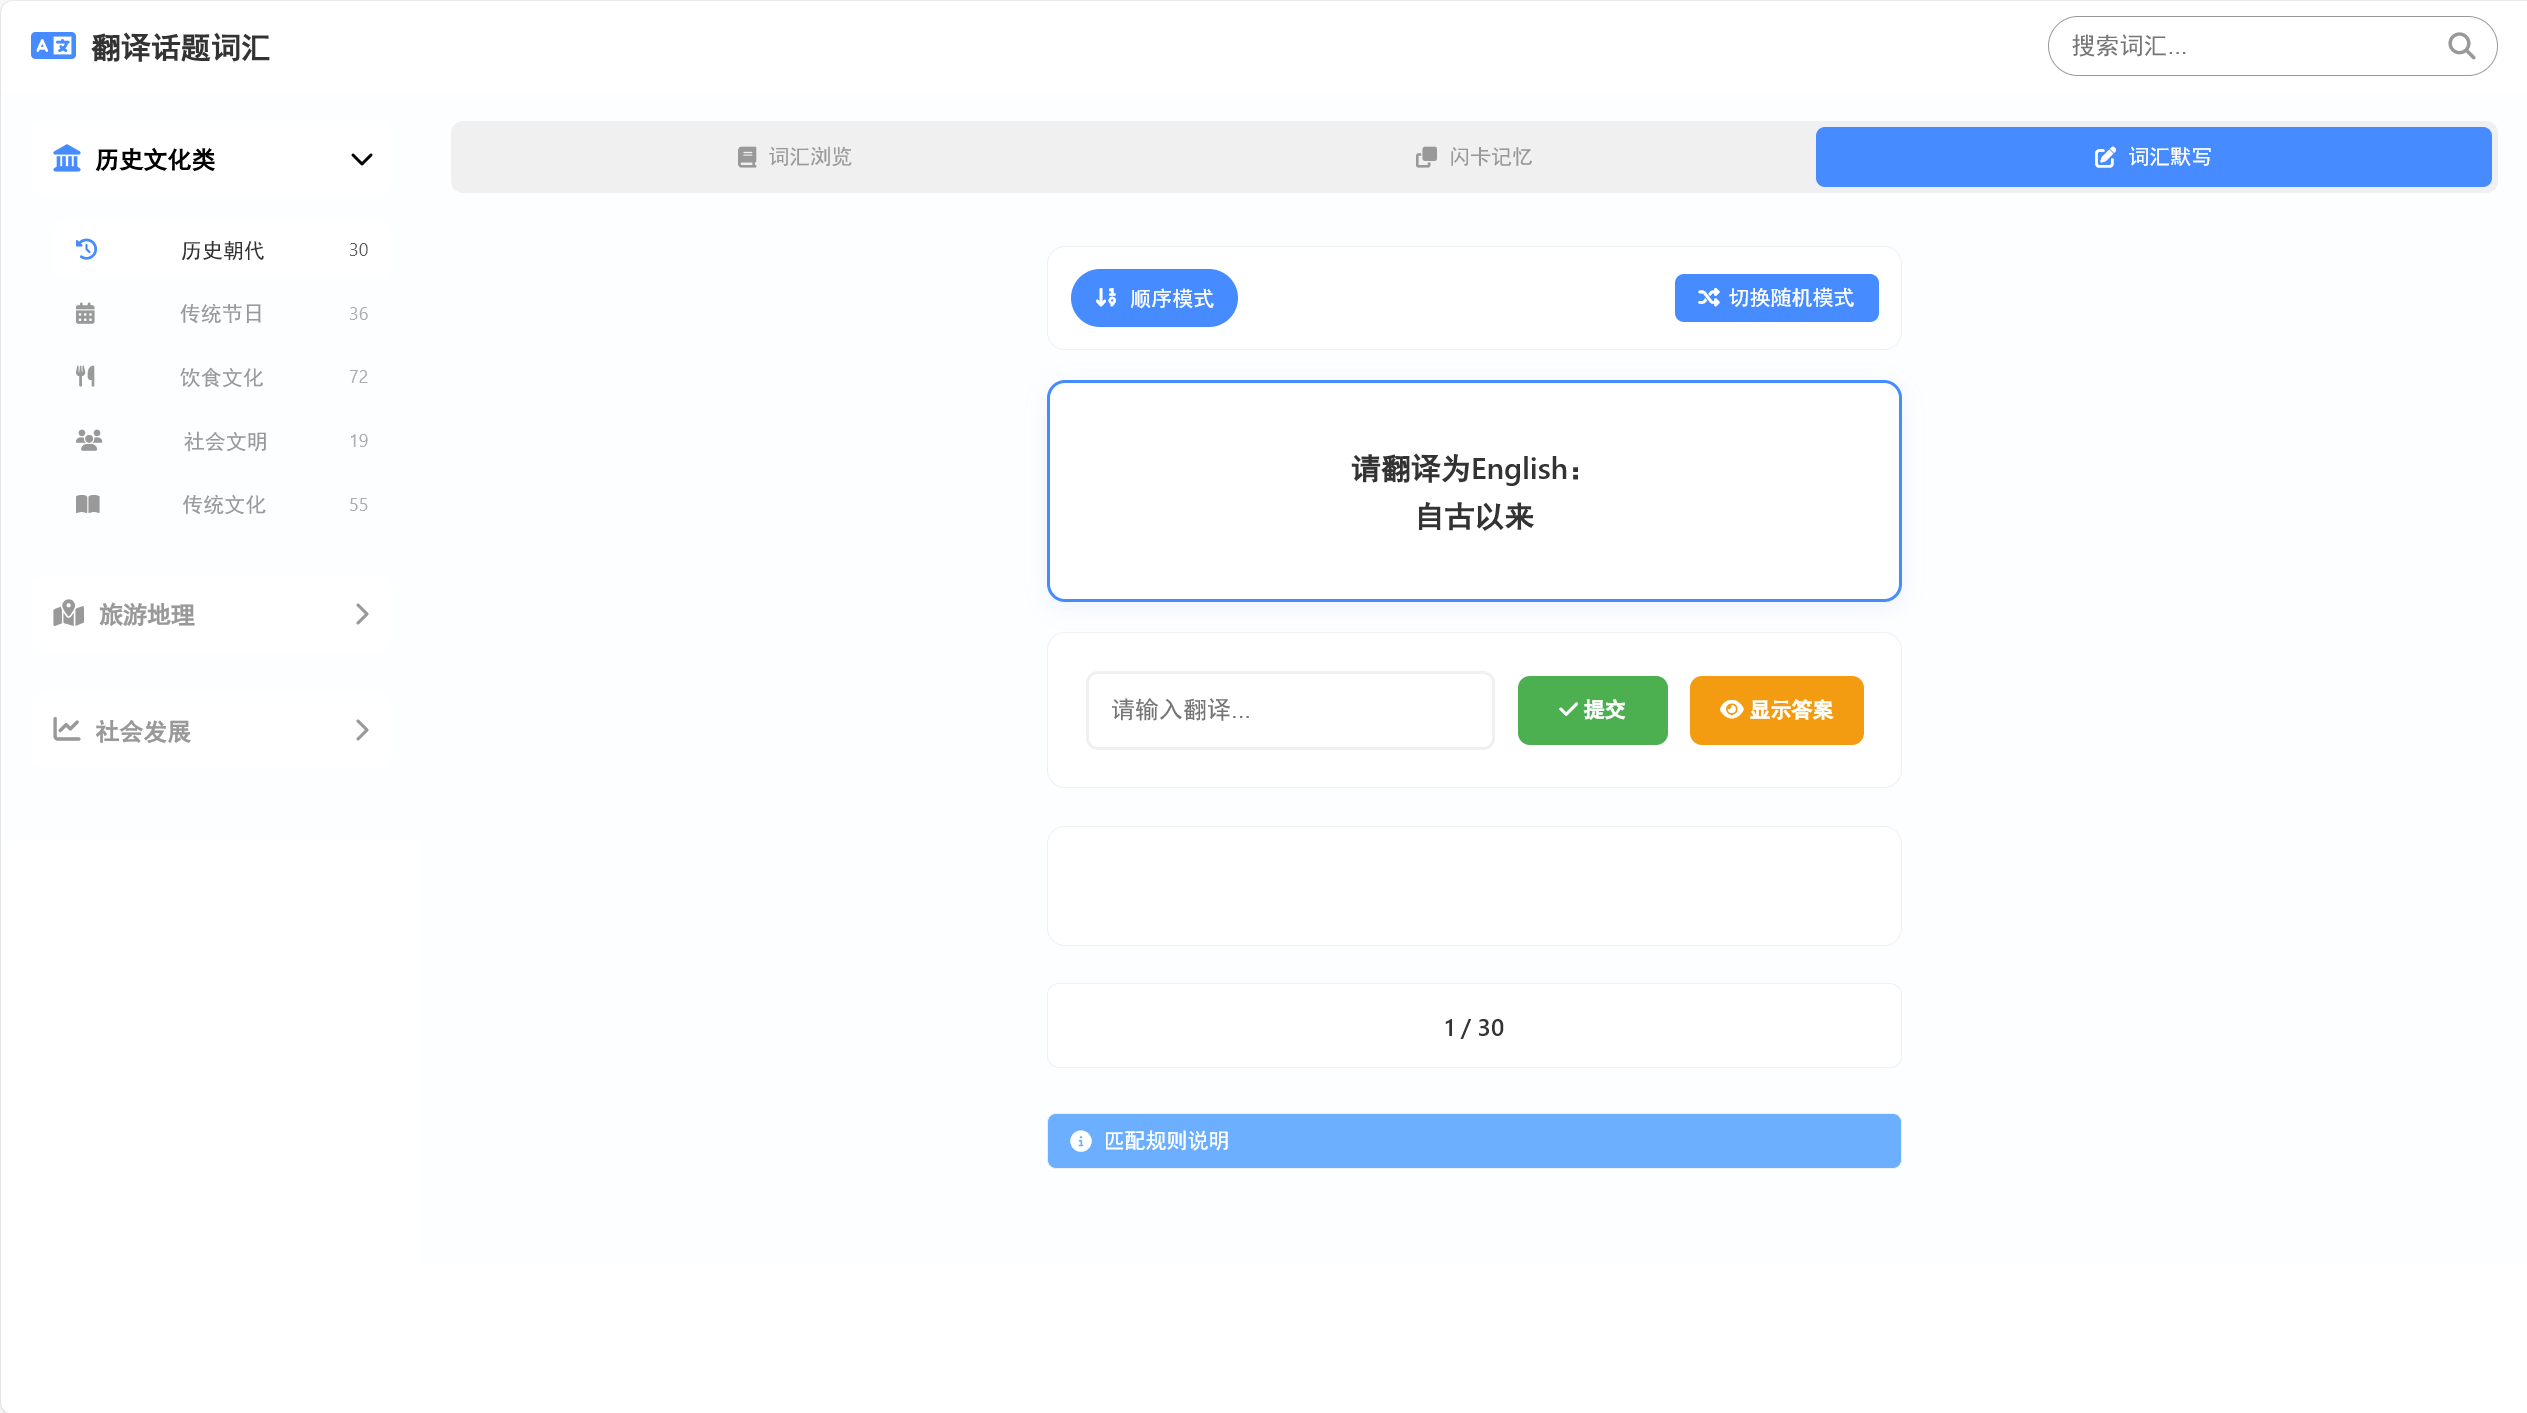 翻译话题词汇
搜索词汇...
历史文化类
历史朝代 30
传统节日 36
饮食文化 72
社会文明 19
传统文化 55
旅游地理
社会发展
词汇浏览
闪卡记忆
词汇默写
顺序模式
切换随机模式
请翻译为English：
自古以来
请输入翻译...
提交
显示答案
1 / 30
匹配规则说明